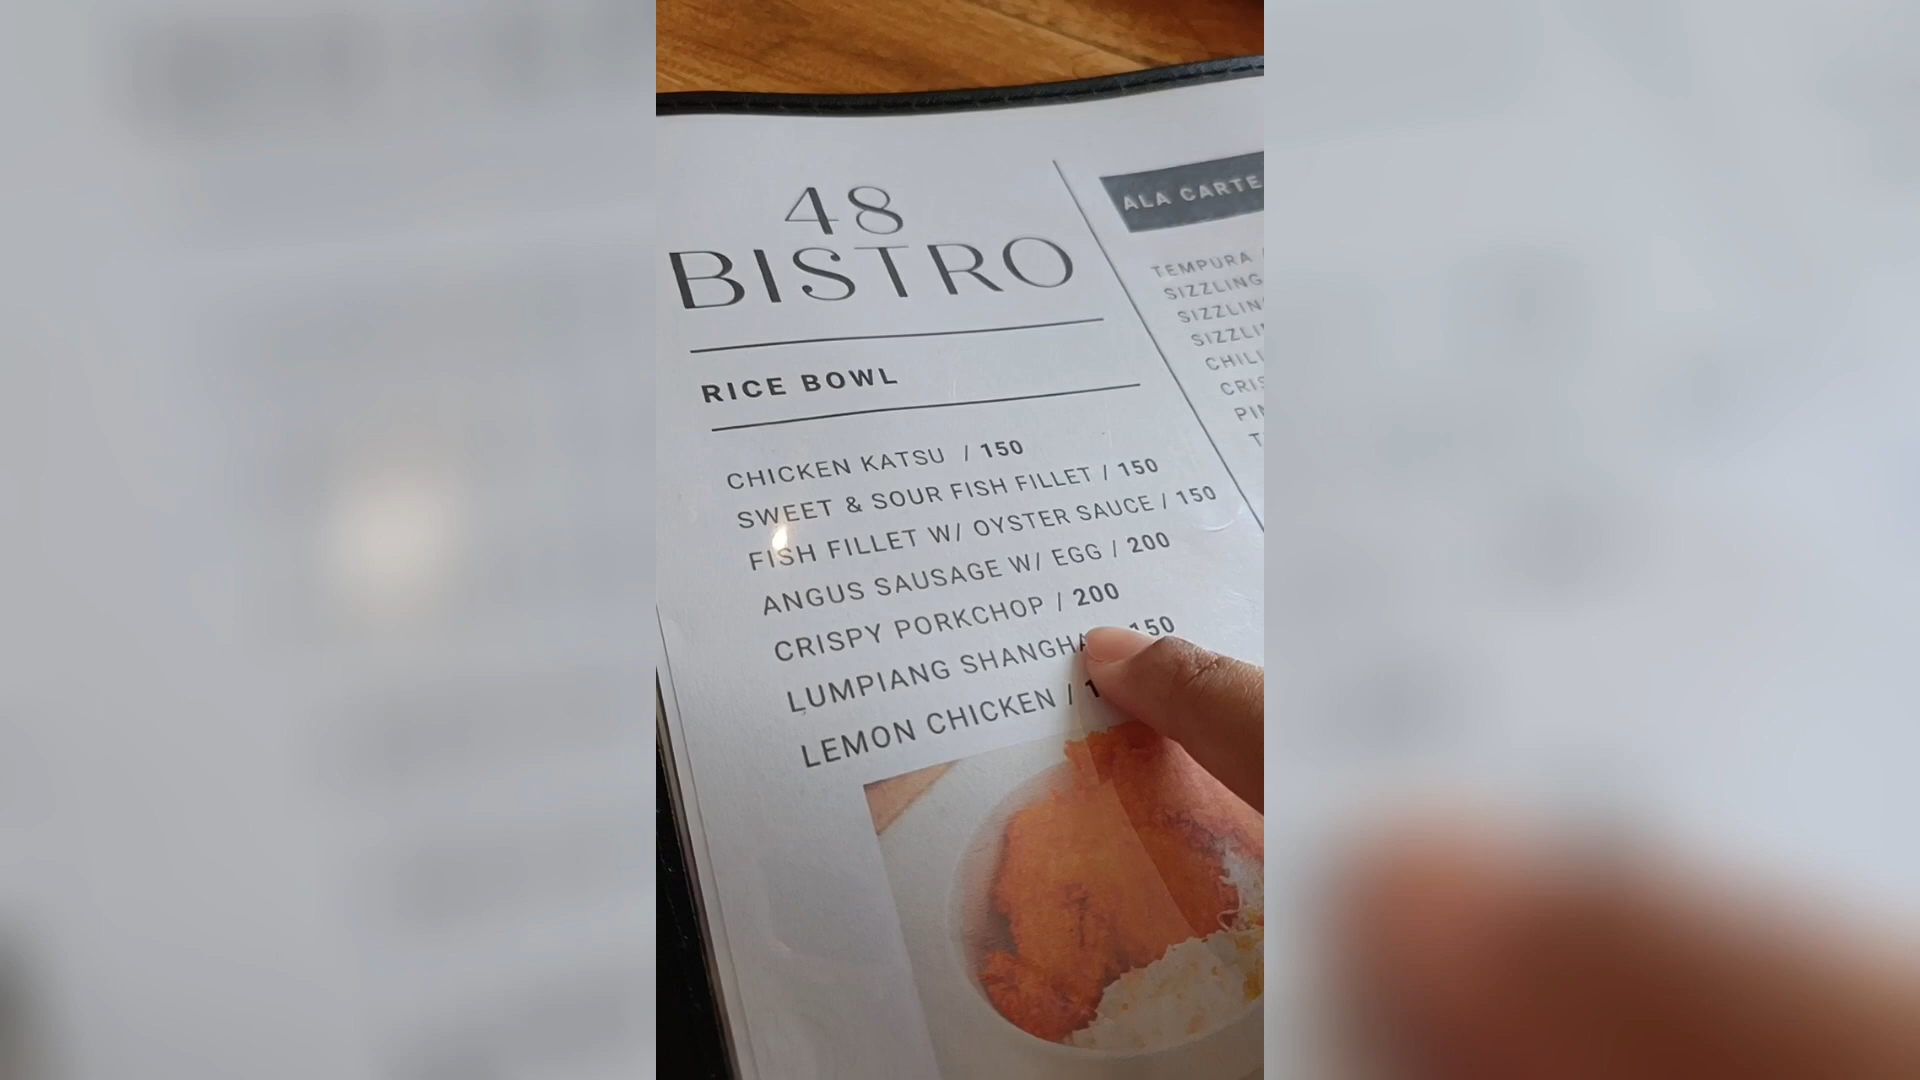 48
BISTRO
RICE BOWL
CHICKEN KATSU / 150
SWEET & SOUR FISH FILLET / 150
FISH FILLET W/ OYSTER SAUCE / 150
ANGUS SAUSAGE W/ EGG / 200
CRISPY PORKCHOP / 200
LUMPIANG 150
LEMON CHICKEN /
ALA CARTE
TEMPURA /
SIZZLING